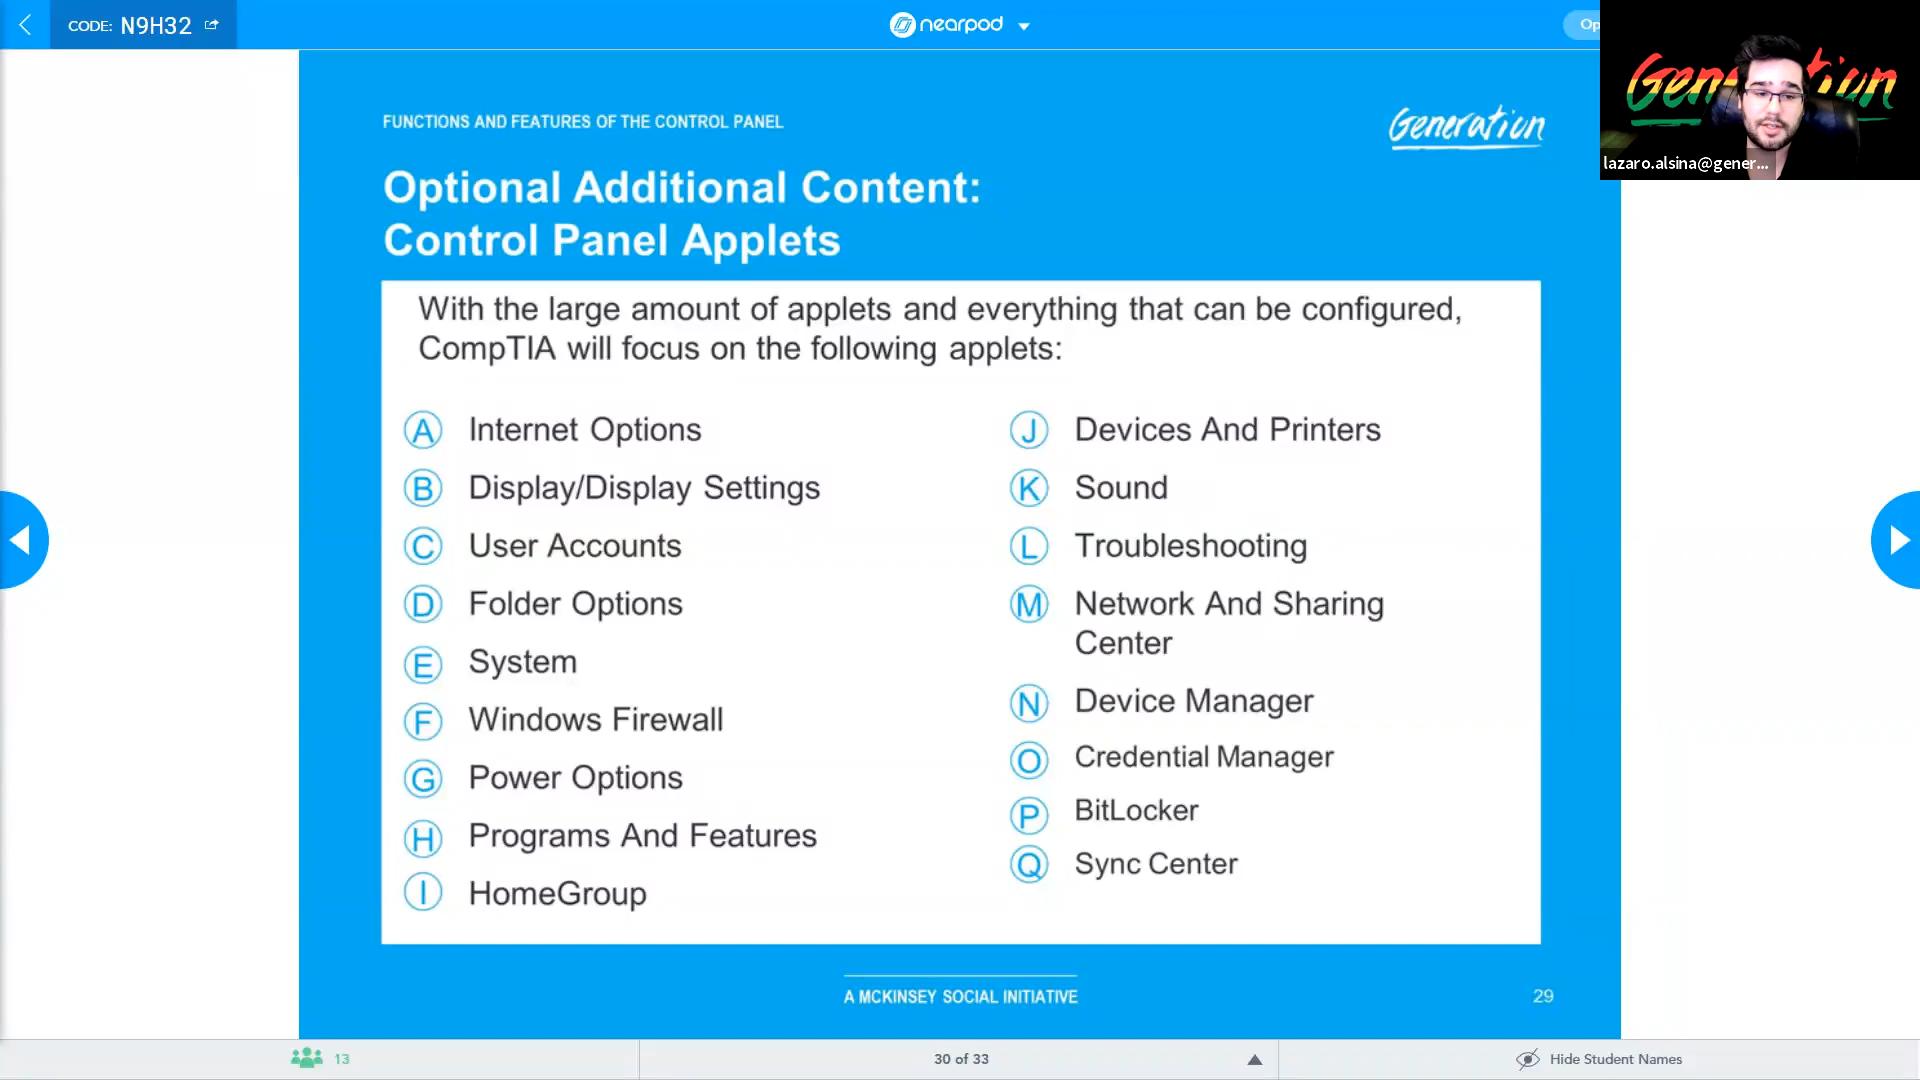 CODE: N9H32
nearpod
Op
lazaro.alsina@gener...
FUNCTIONS AND FEATURES OF THE CONTROL PANEL
Generation
Optional Additional Content:
Control Panel Applets
With the large amount of applets and everything that can be configured,
CompTIA will focus on the following applets:
A Internet Options
B Display/Display Settings
C User Accounts
D Folder Options
E System
F Windows Firewall
G Power Options
H Programs And Features
I HomeGroup
J Devices And Printers
K Sound
L Troubleshooting
M Network And Sharing
Center
N Device Manager
O Credential Manager
P BitLocker
Q Sync Center
A MCKINSEY SOCIAL INITIATIVE
29
13
30 of 33
Hide Student Names